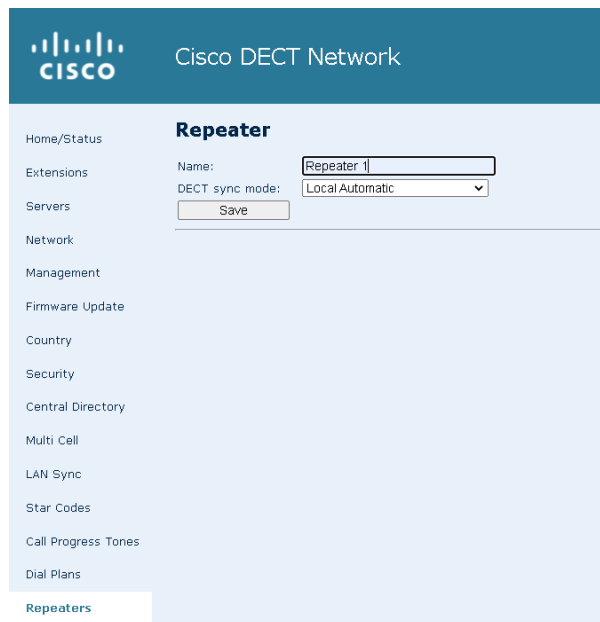 CISCO
Cisco DECT Network
Home/Status
Extensions
Servers
Network
Management
Firmware Update
Country
Security
Central Directory
Multi Cell
LAN Sync
Star Codes
Call Progress Tones
Dial Plans
Repeaters
Repeater
Name: Repeater 1
DECT sync mode: Local Automatic
Save